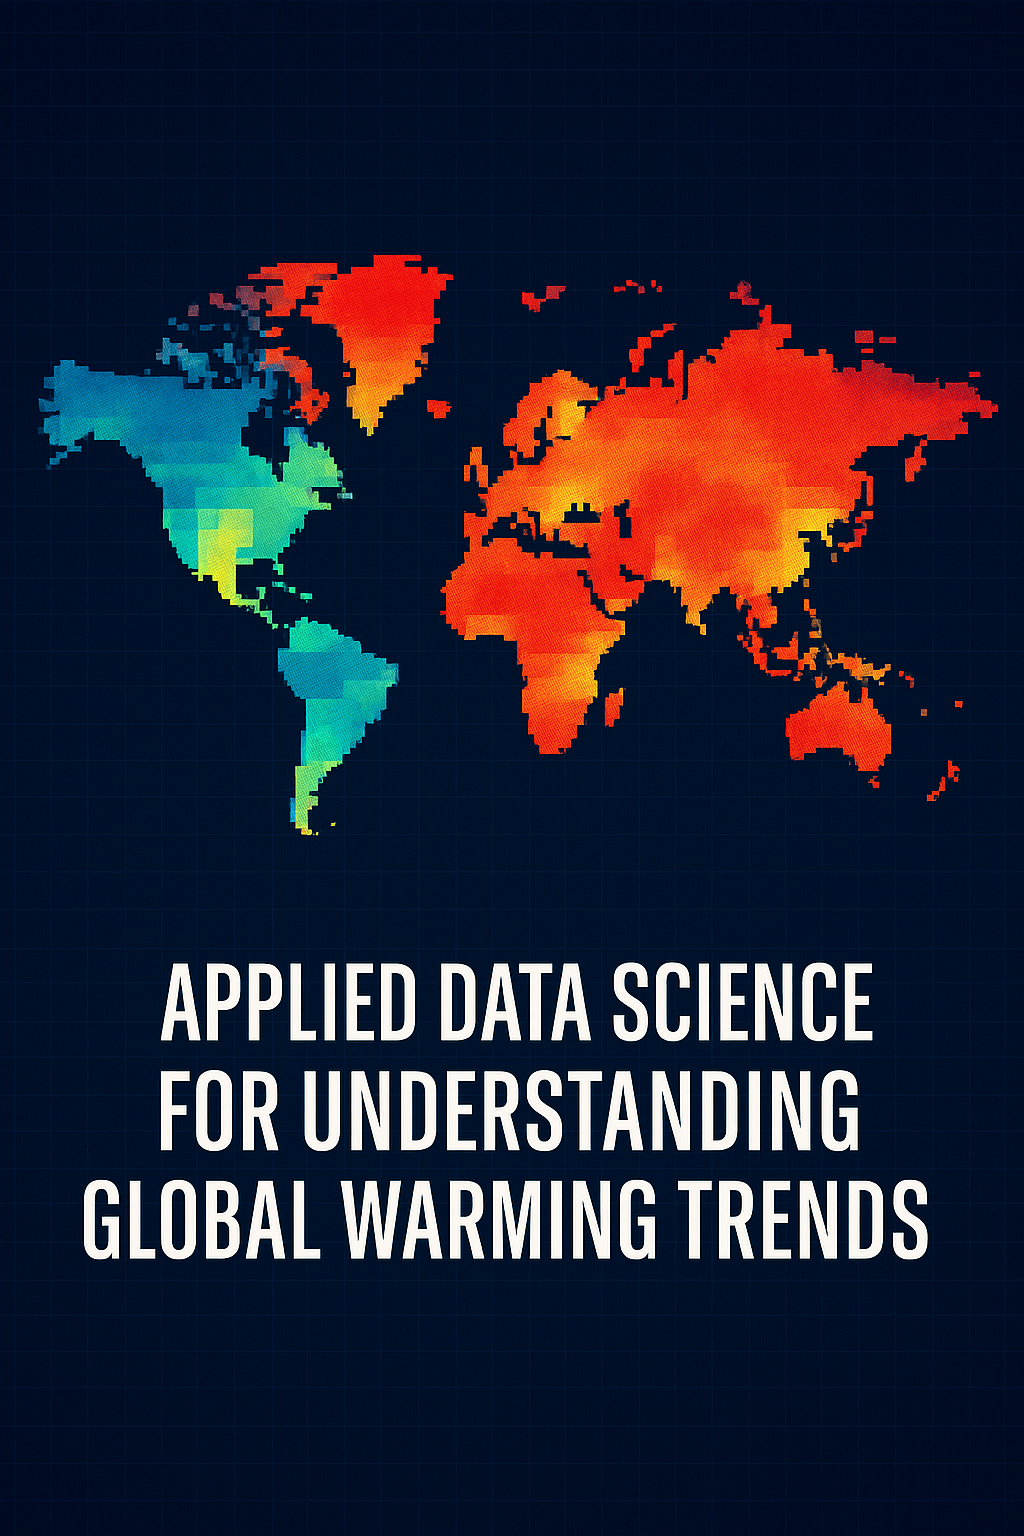 APPLIED DATA SCIENCE
FOR UNDERSTANDING
GLOBAL WARMING TRENDS